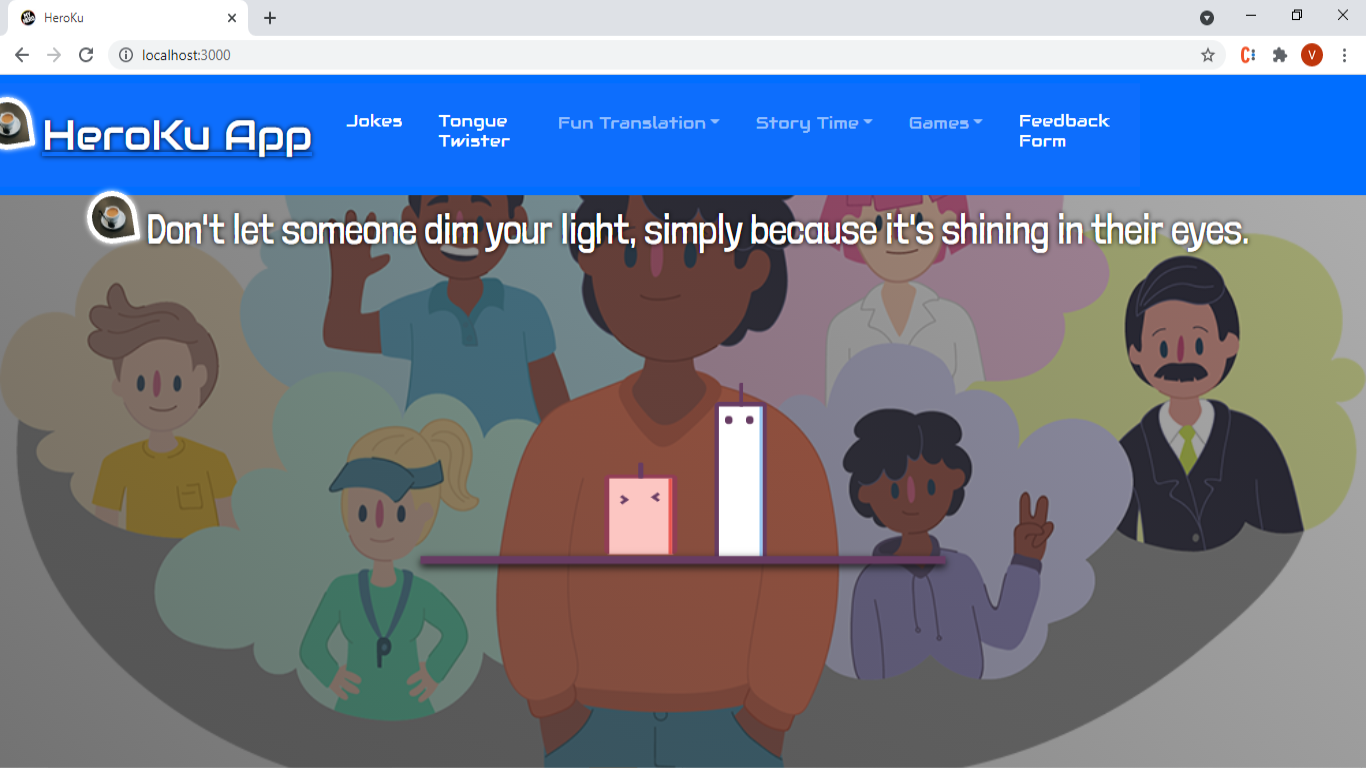 HeroKu
localhost:3000
V
HeroKu App
Jokes
Tongue
Twister
Fun Translation
Story Time
Games
Feedback
Form
Don't let someone dim your light, simply because it's shining in their eyes.
P